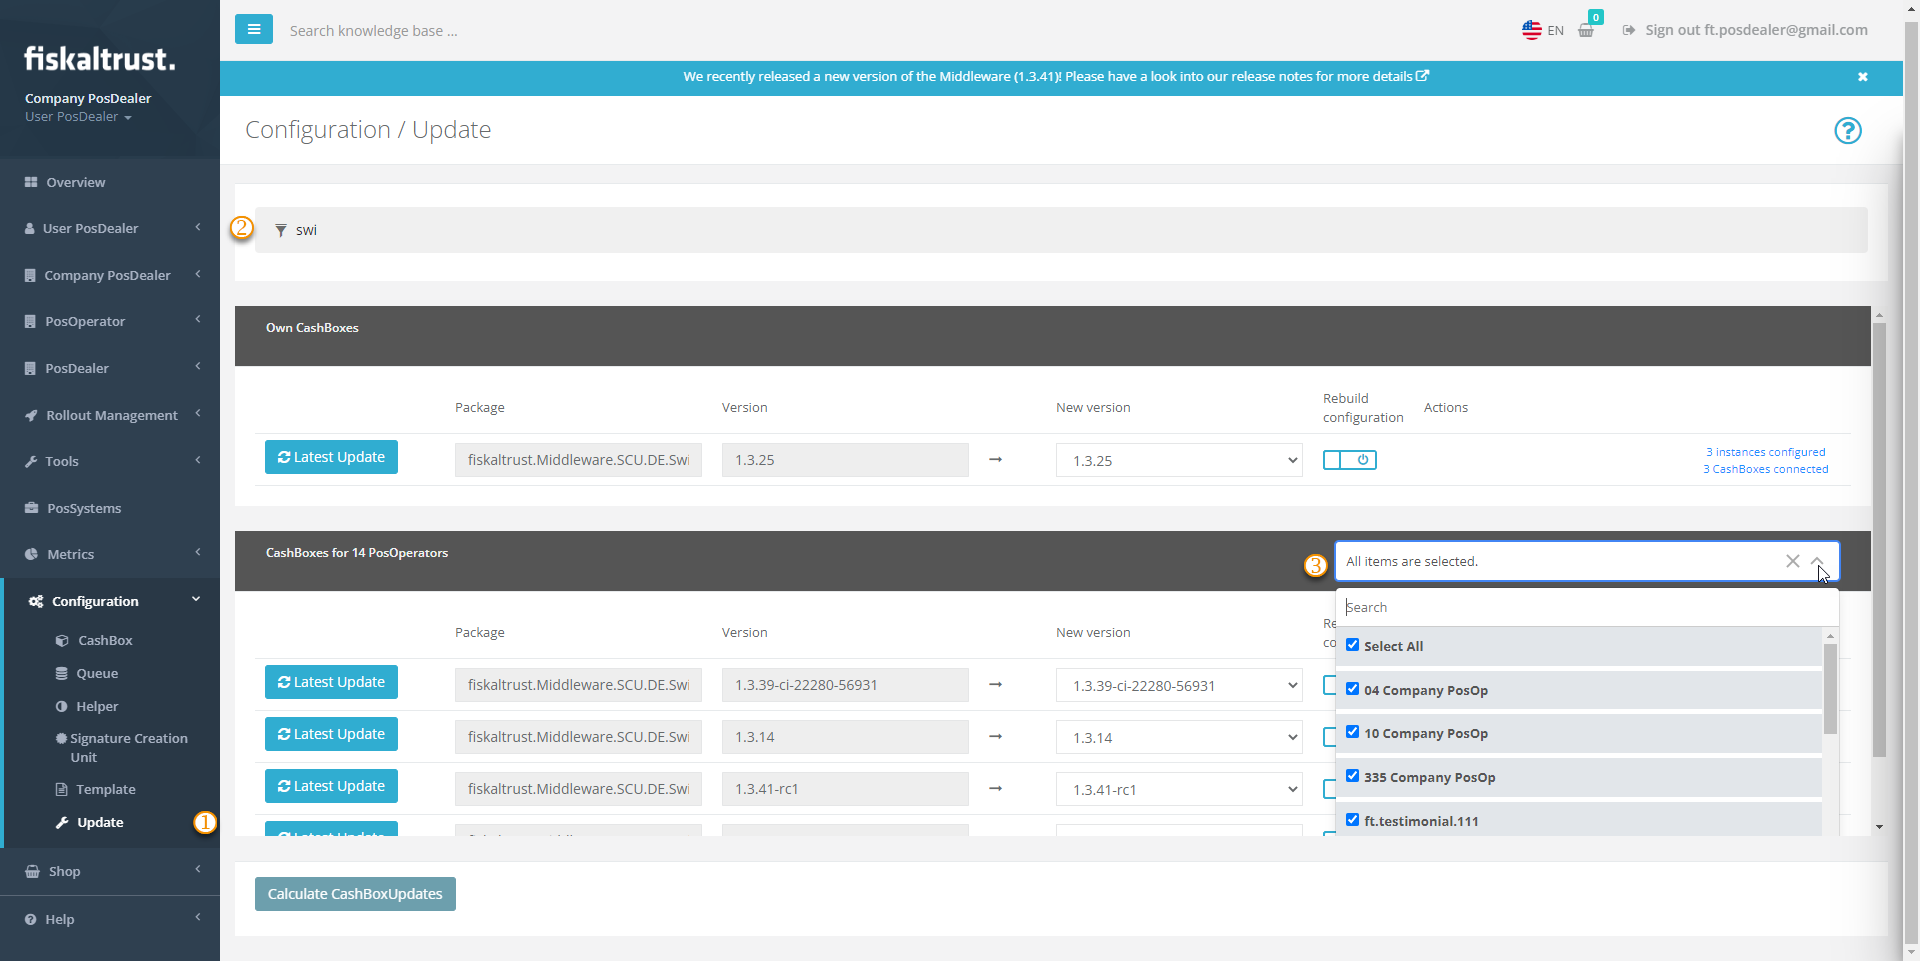 fiskaltrust.
Company PosDealer
User PosDealer
Overview
User PosDealer
Company PosDealer
PosOperator
PosDealer
Rollout Management
Tools
PosSystems
Metrics
Configuration
CashBox
Queue
Helper
Signature Creation
Unit
Template
Update
1
Shop
Help
Search knowledge base ...
EN
0
Sign out ft.posdealer@gmail.com
We recently released a new version of the Middleware (1.3.41)! Please have a look into our release notes for more details
Configuration / Update
?
2
swi
Own CashBoxes
Package Version New version Rebuild configuration Actions
Latest Update fiskaltrust.Middleware.SCU.DE.Swi 1.3.25 → 1.3.25
3 instances configured
3 CashBoxes connected
CashBoxes for 14 PosOperators
3
All items are selected.
Search
Select All
04 Company PosOp
10 Company PosOp
335 Company PosOp
ft.testimonial.111
Package Version New version Re
co
Latest Update fiskaltrust.Middleware.SCU.DE.Swi 1.3.39-ci-22280-56931 → 1.3.39-ci-22280-56931
Latest Update fiskaltrust.Middleware.SCU.DE.Swi 1.3.14 → 1.3.14
Latest Update fiskaltrust.Middleware.SCU.DE.Swi 1.3.41-rc1 → 1.3.41-rc1
Latest Update
Calculate CashBoxUpdates